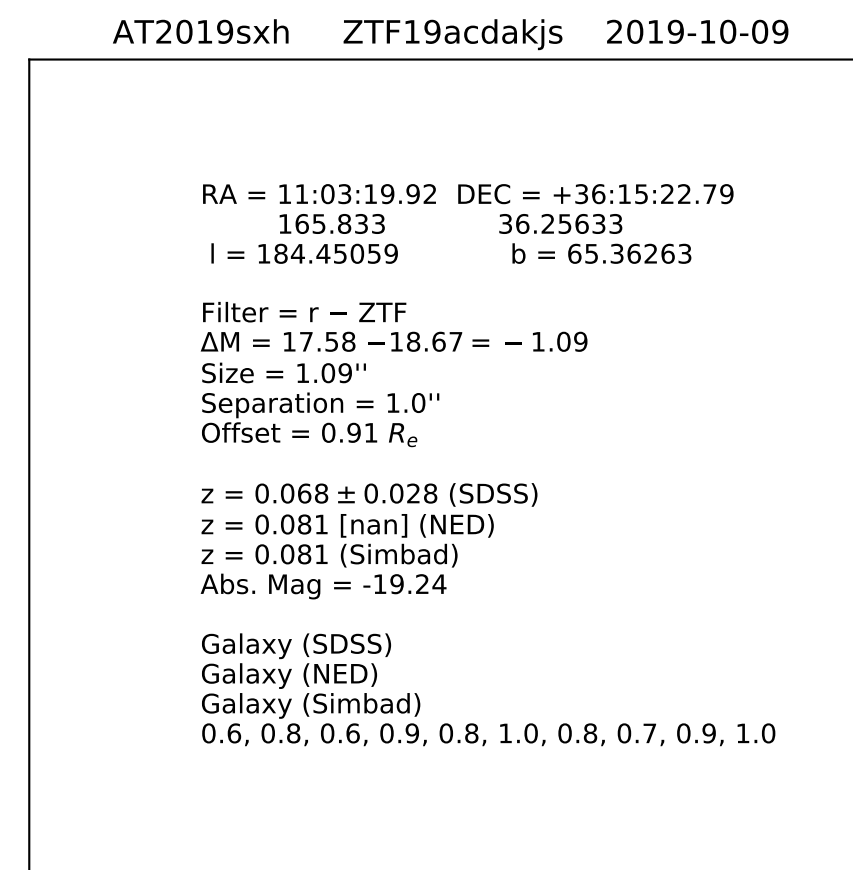 AT2019sxh ZTF19acdakjs 2019-10-09
RA = 11:03:19.92 DEC = +36:15:22.79
165.833 36.25633
l = 184.45059 b = 65.36263
Filter = r − ZTF
ΔM = 17.58 −18.67 = − 1.09
Size = 1.09''
Separation = 1.0''
Offset = 0.91 Rₑ
z = 0.068 ± 0.028 (SDSS)
z = 0.081 [nan] (NED)
z = 0.081 (Simbad)
Abs. Mag = -19.24
Galaxy (SDSS)
Galaxy (NED)
Galaxy (Simbad)
0.6, 0.8, 0.6, 0.9, 0.8, 1.0, 0.8, 0.7, 0.9, 1.0